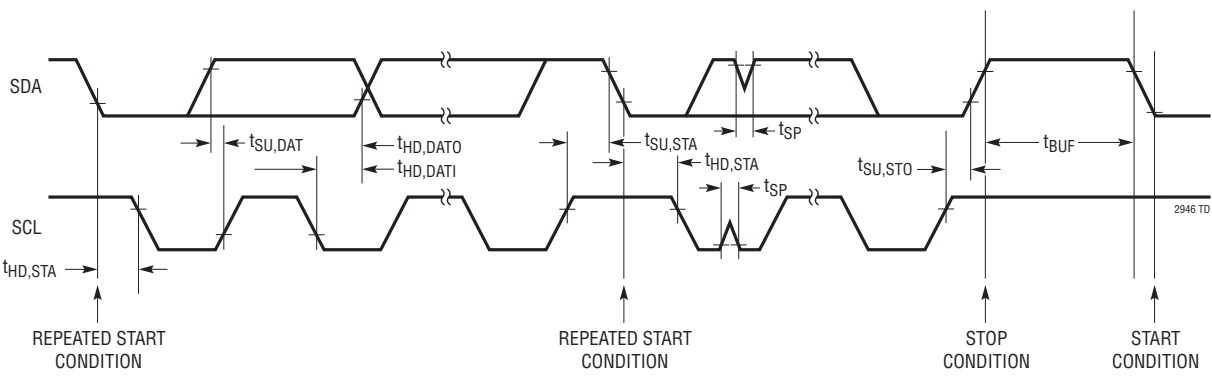 SDA
tSU,DAT
tHD,DATO
tHD,DATI
tSU,STA
tHD,STA
tSP
tSP
tSU,STO
tBUF
2946 TD
SCL
tHD,STA
REPEATED START
CONDITION
REPEATED START
CONDITION
STOP
CONDITION
START
CONDITION